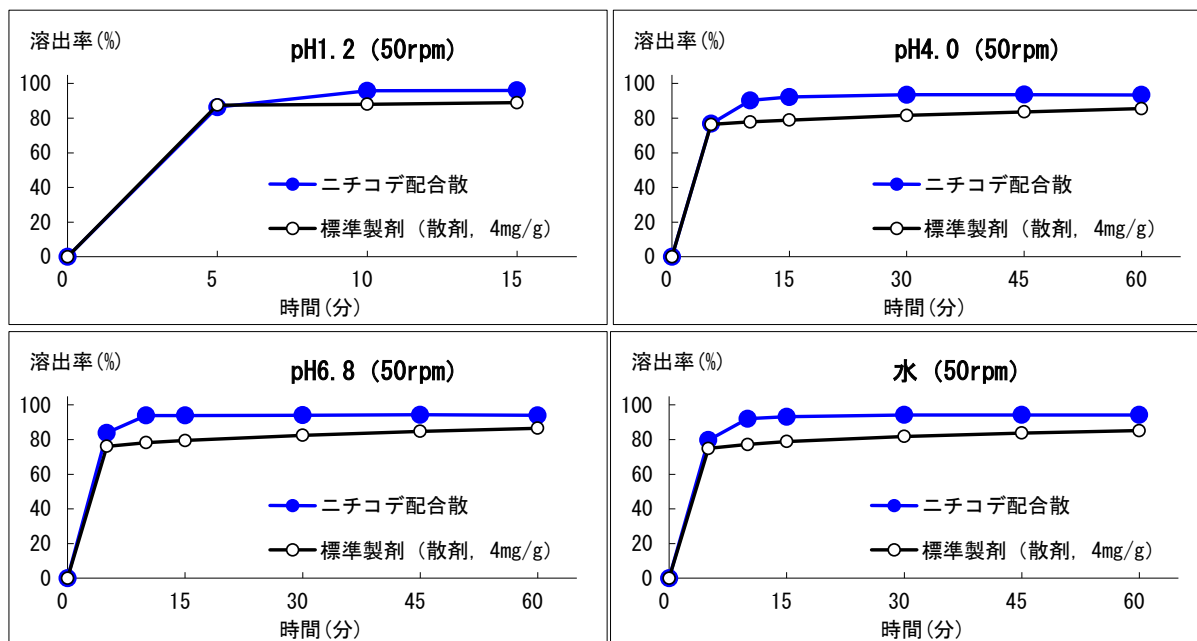 溶出率(%)
pH1.2 (50rpm)
100
80
60
40
20
0
ニチコデ配合散
標準製剤（散剤, 4mg/g）
0
5
10
15
時間(分)
溶出率(%)
pH4.0 (50rpm)
100
80
60
40
20
0
ニチコデ配合散
標準製剤（散剤, 4mg/g）
0
15
30
45
60
時間(分)
溶出率(%)
pH6.8 (50rpm)
100
80
60
40
20
0
ニチコデ配合散
標準製剤（散剤, 4mg/g）
0
15
30
45
60
時間(分)
溶出率(%)
水 (50rpm)
100
80
60
40
20
0
ニチコデ配合散
標準製剤（散剤, 4mg/g）
0
15
30
45
60
時間(分)